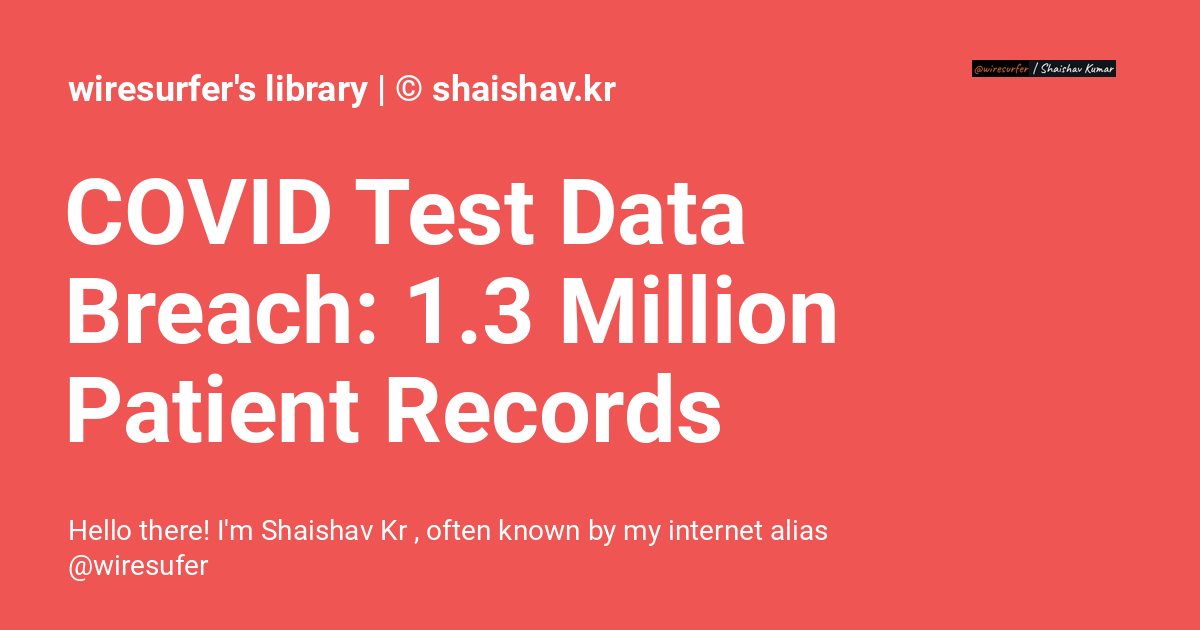 wiresurfer's library | © shaishav.kr
@wiresurfer / Shaishav Kumar
COVID Test Data
Breach: 1.3 Million
Patient Records
Hello there! I'm Shaishav Kr , often known by my internet alias
@wiresufer